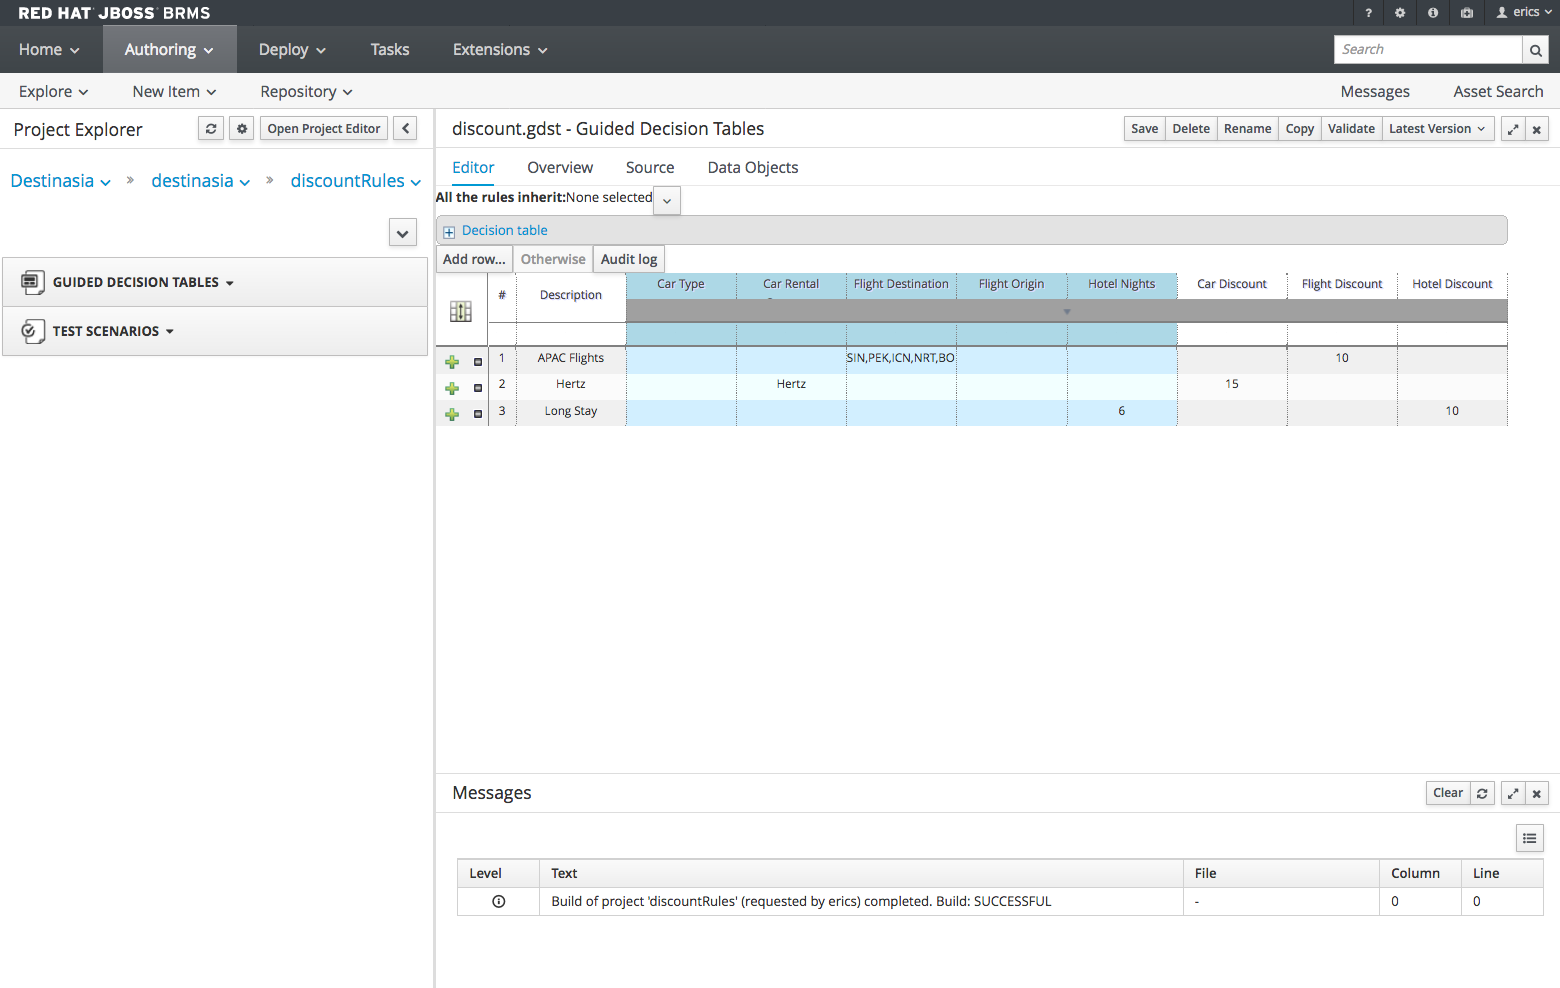 RED HAT JBOSS BRMS
? erics
Home Authoring Deploy Tasks Extensions Search
Explore New Item Repository Messages Asset Search
Project Explorer Open Project Editor
Destinasia » destinasia » discountRules
GUIDED DECISION TABLES
TEST SCENARIOS
discount.gdst - Guided Decision Tables Save Delete Rename Copy Validate Latest Version
Editor Overview Source Data Objects
All the rules inherit:None selected
Decision table
Add row... Otherwise Audit log
# Description Car Type Car Rental Flight Destination Flight Origin Hotel Nights Car Discount Flight Discount Hotel Discount
1 APAC Flights SIN,PEK,ICN,NRT,BO 10
2 Hertz Hertz 15
3 Long Stay 6 10
Messages Clear
Level Text File Column Line
Build of project 'discountRules' (requested by erics) completed. Build: SUCCESSFUL - 0 0